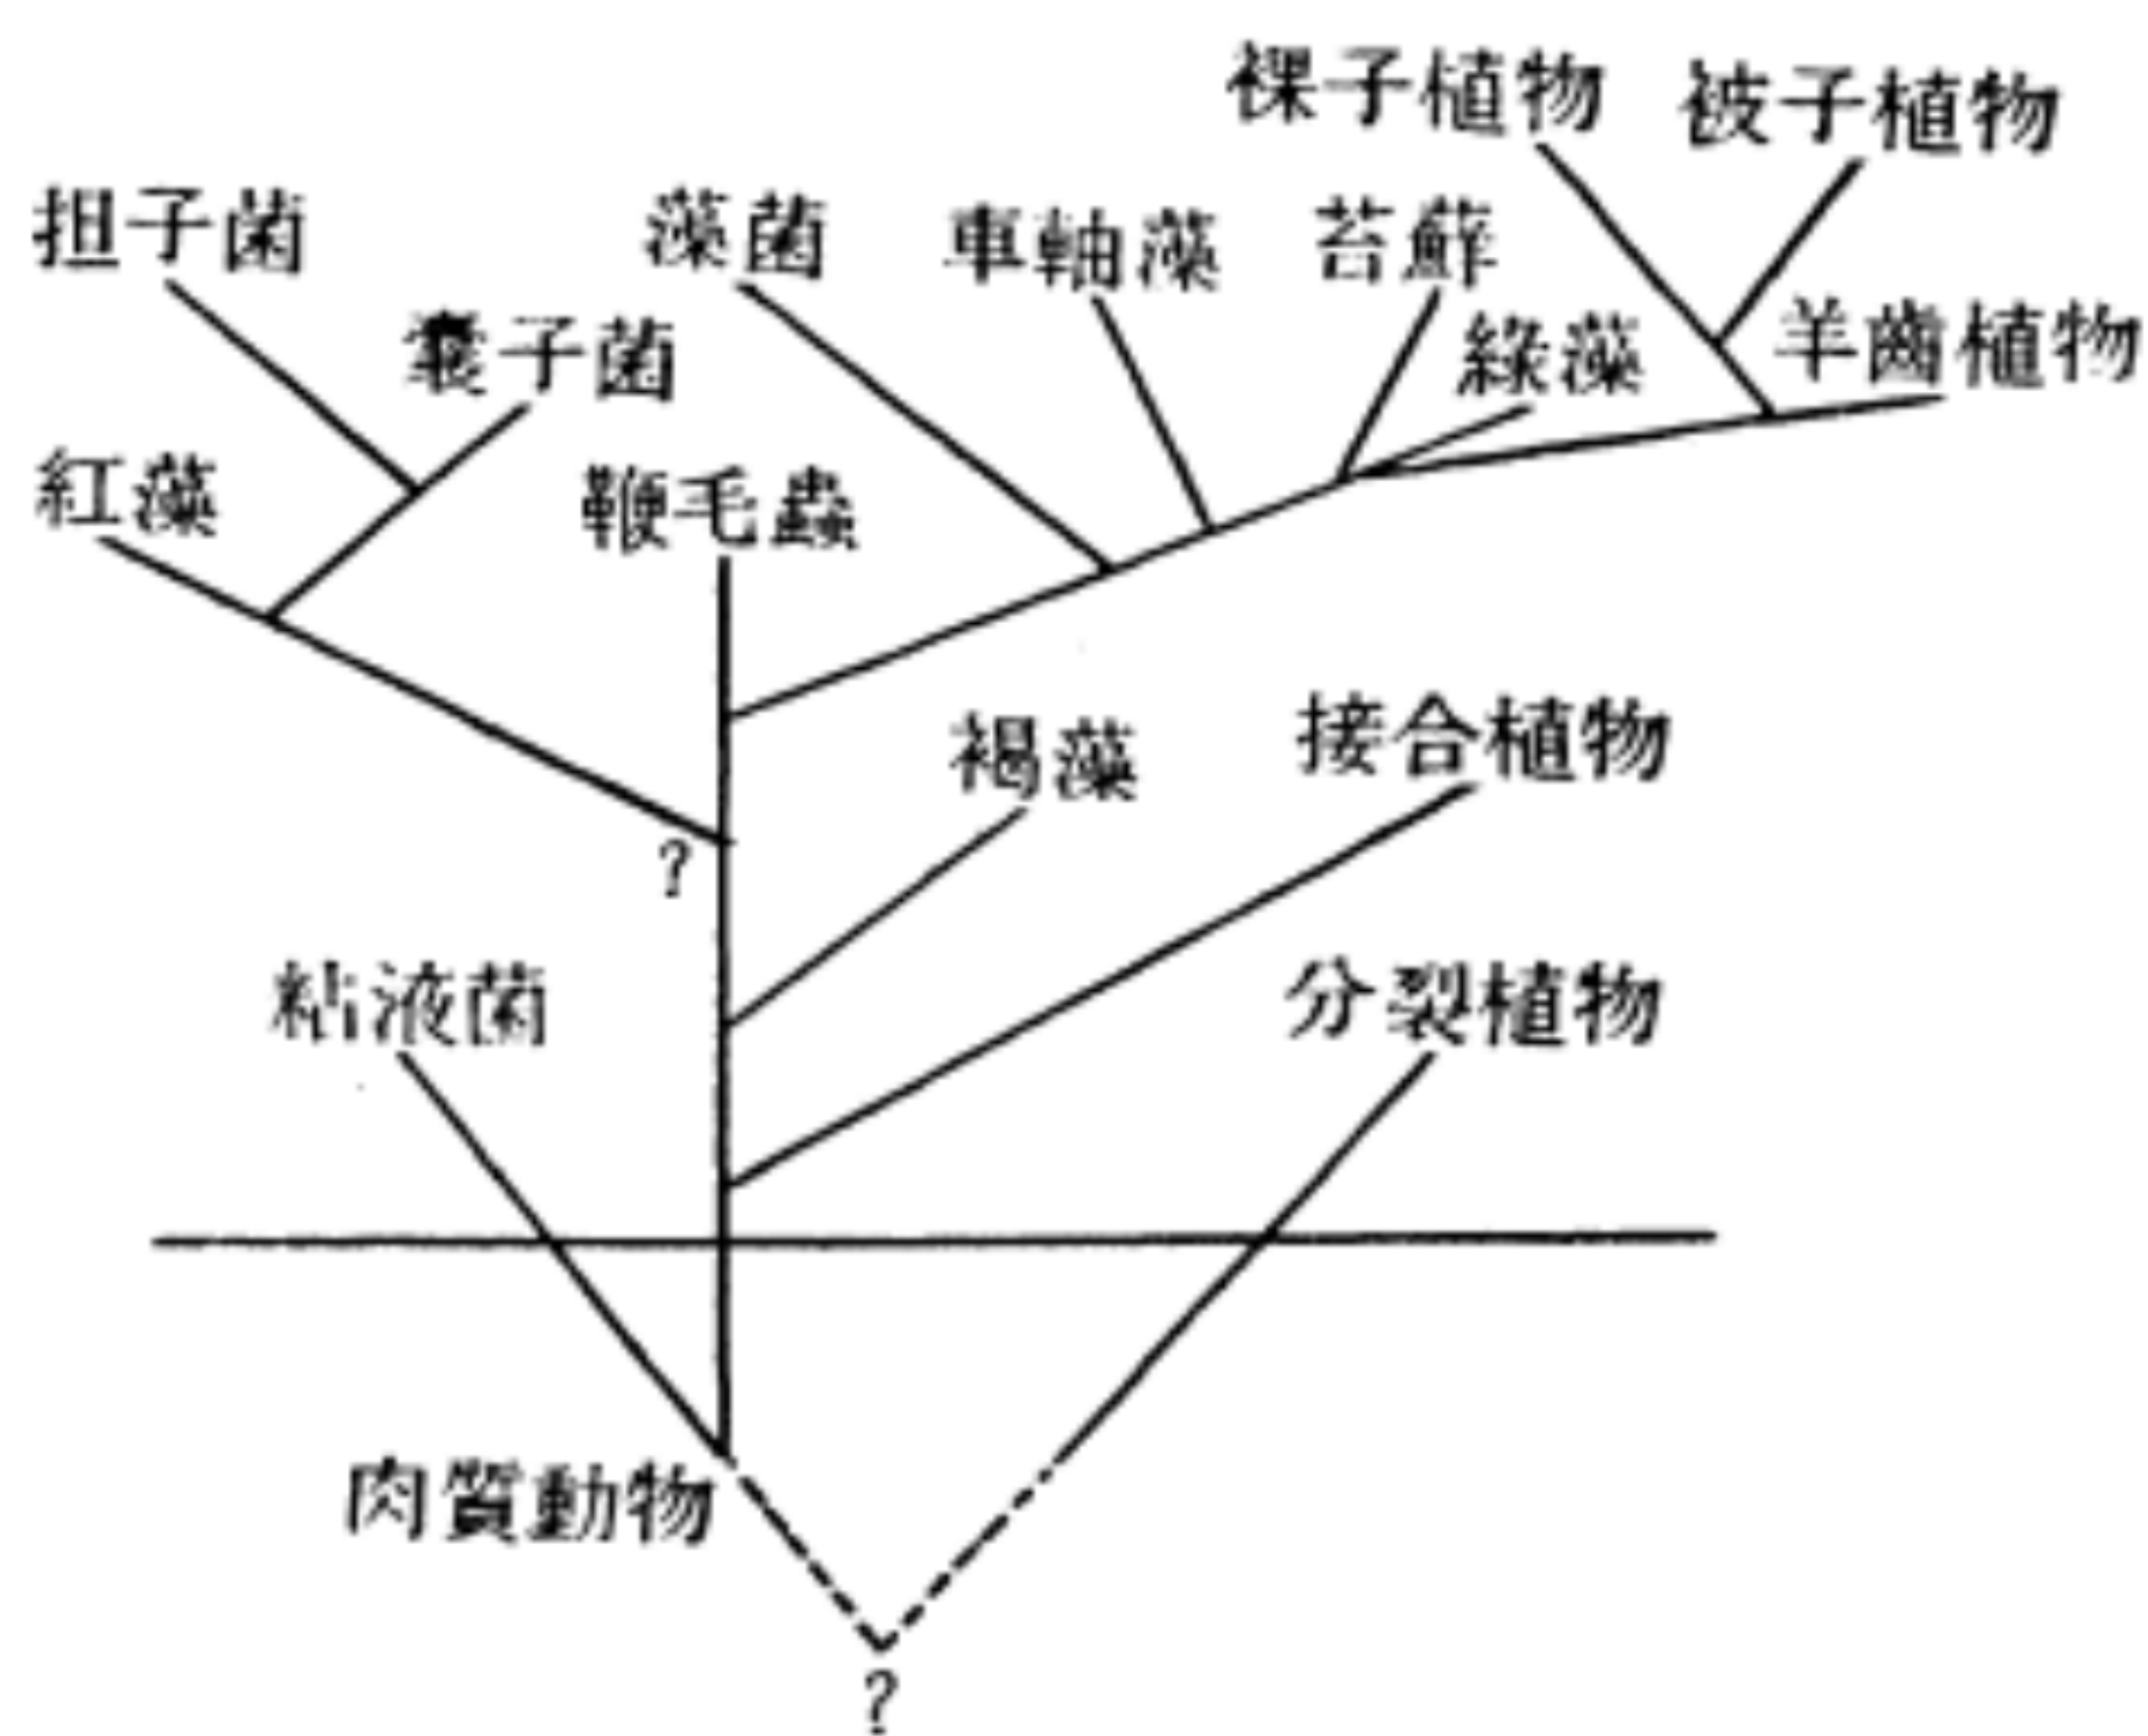 裸子植物 被子植物
担子菌 藻菌 車軸藻 苔蘚
囊子菌 綠藻 羊齒植物
紅藻 鞭毛蟲
褐藻 接合植物
?
粘液菌 分裂植物
肉質動物
?